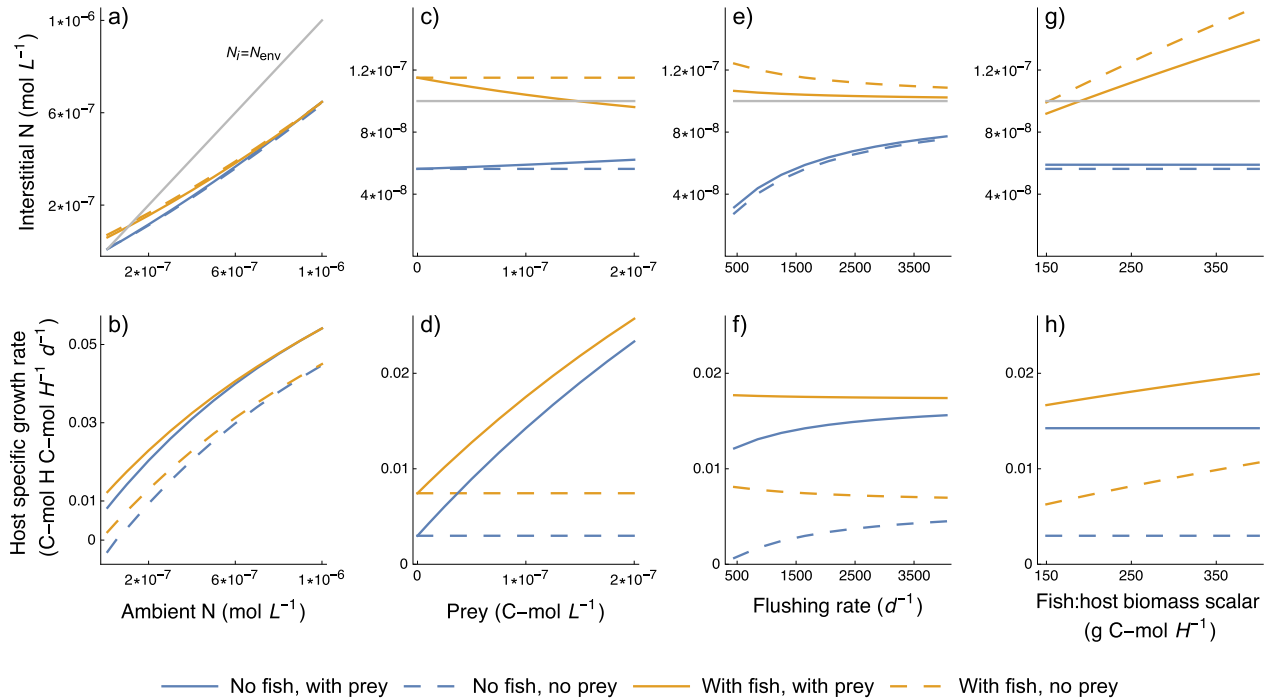 a)
c)
e)
g)
Interstitial N (mol L⁻¹)
1*10⁻⁶
6*10⁻⁷
2*10⁻⁷
Nᵢ=Nₑₙᵥ
2*10⁻⁷ 6*10⁻⁷ 1*10⁻⁶
1.2*10⁻⁷
8*10⁻⁸
4*10⁻⁸
0 1*10⁻⁷ 2*10⁻⁷
1.2*10⁻⁷
8*10⁻⁸
4*10⁻⁸
500 1500 2500 3500
1.2*10⁻⁷
8*10⁻⁸
4*10⁻⁸
150 250 350
b)
d)
f)
h)
Host specific growth rate
(C−mol H C−mol H⁻¹ d⁻¹)
0.05
0.03
0.01
0
2*10⁻⁷ 6*10⁻⁷ 1*10⁻⁶
0.02
0.01
0
0 1*10⁻⁷ 2*10⁻⁷
0.02
0.01
0
500 1500 2500 3500
0.02
0.01
0
150 250 350
Ambient N (mol L⁻¹)
Prey (C−mol L⁻¹)
Flushing rate (d⁻¹)
Fish:host biomass scalar
(g C−mol H⁻¹)
No fish, with prey
No fish, no prey
With fish, with prey
With fish, no prey